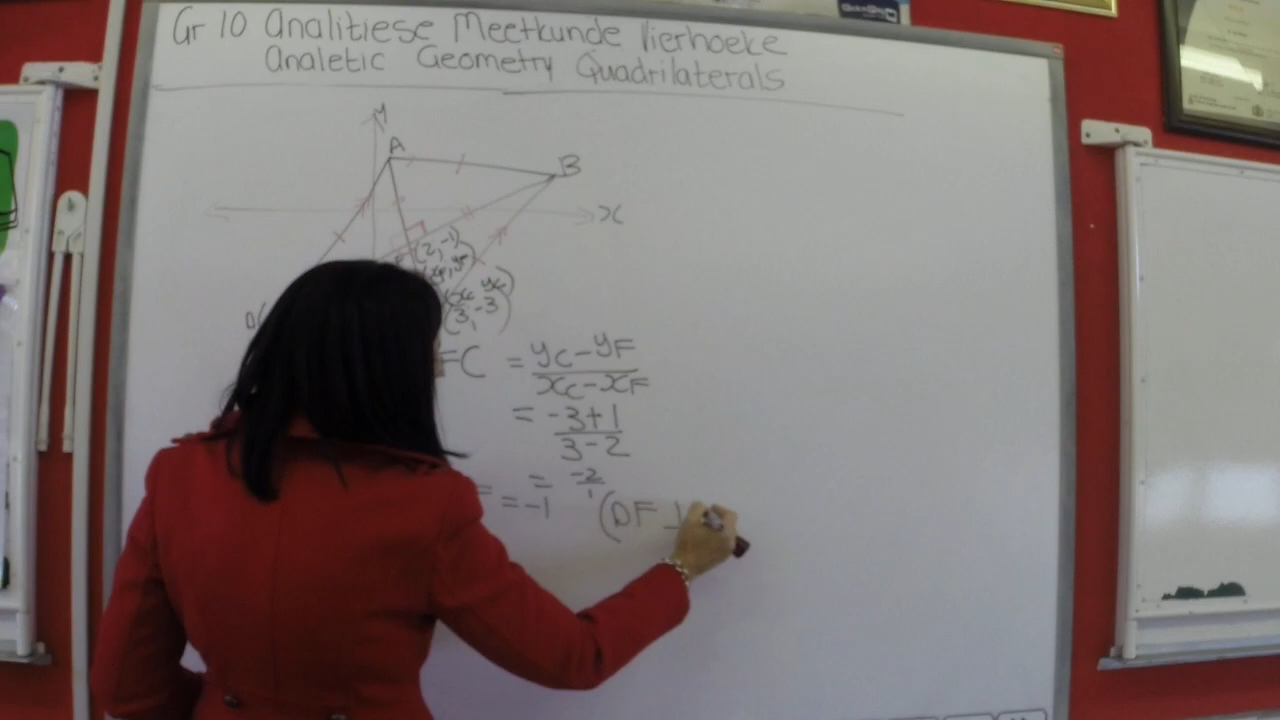 Gr 10 Analitiese Meetkunde Vierhoeke
Analetic Geometry Quadrilaterals
y
A
B
x
(2,-1)
(xF, yF)
D(
(xC yC)
(3,-3)
FC = yC-yF
xC-xF
= -3+1
3-2
= -2
1
= = -1 (DF ⊥